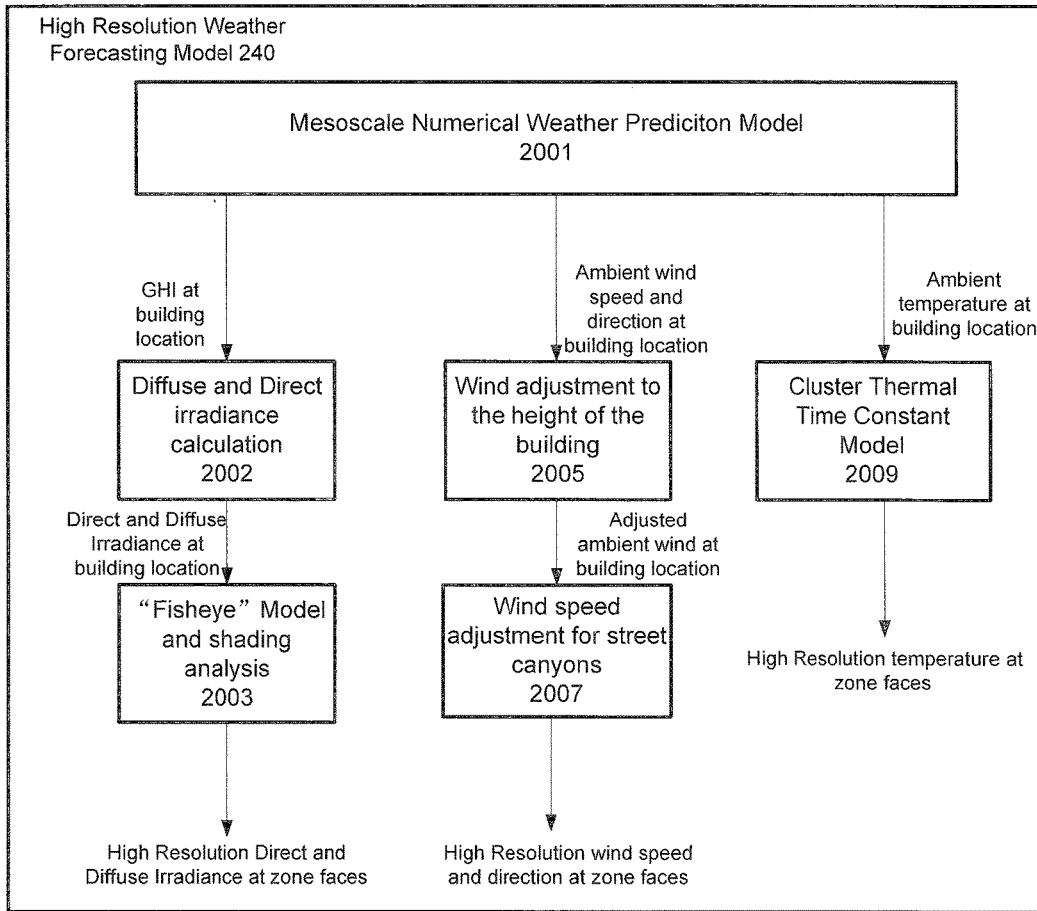 High Resolution Weather
Forecasting Model 240
Mesoscale Numerical Weather Prediciton Model
2001
GHI at
building
location
Ambient wind
speed and
direction at
building location
Ambient
temperature at
building location
Diffuse and Direct
irradiance
calculation
2002
Wind adjustment to
the height of the
building
2005
Cluster Thermal
Time Constant
Model
2009
Direct and Diffuse
Irradiance at
building location
Adjusted
ambient wind at
building location
“Fisheye” Model
and shading
analysis
2003
Wind speed
adjustment for street
canyons
2007
High Resolution temperature at
zone faces
High Resolution Direct and
Diffuse Irradiance at zone faces
High Resolution wind speed
and direction at zone faces